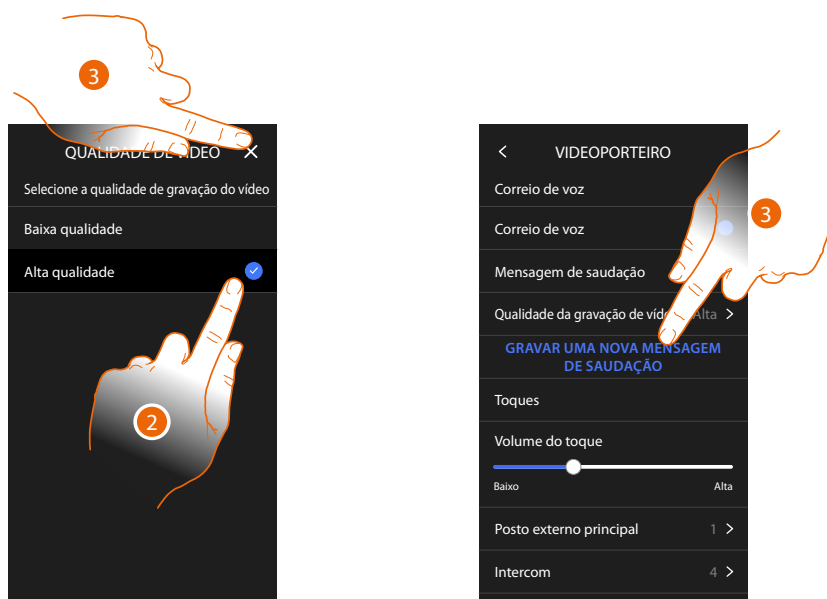 3
QUALIDADE DE VÍDEO
Selecione a qualidade de gravação do vídeo
Baixa qualidade
Alta qualidade
2
VIDEOPORTEIRO
Correio de voz
3
Correio de voz
Mensagem de saudação
Qualidade da gravação de víd Alta
GRAVAR UMA NOVA MENSAGEM
DE SAUDAÇÃO
Toques
Volume do toque
Baixo Alta
Posto externo principal 1
Intercom 4